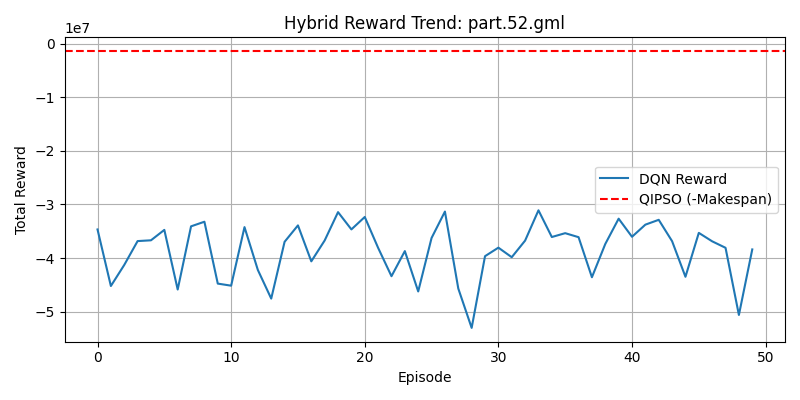 Hybrid Reward Trend: part.52.gml
1e7
0
−1
−2
−3
−4
−5
Total Reward
DQN Reward
QIPSO (-Makespan)
0 10 20 30 40 50
Episode